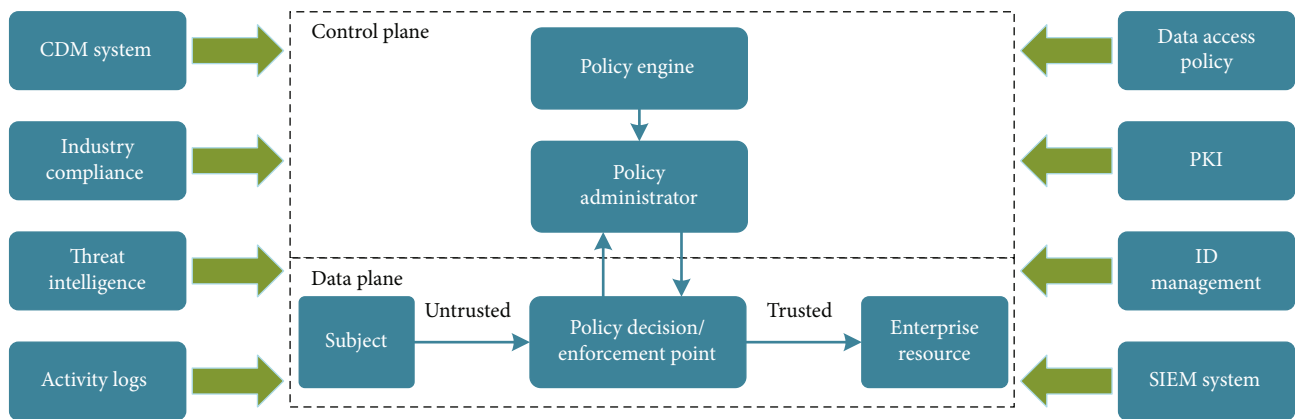 CDM system
Industry
compliance
Threat
intelligence
Activity logs
Control plane
Policy engine
Policy
administrator
Data plane
Subject
Untrusted
Policy decision/
enforcement point
Trusted
Enterprise
resource
Data access
policy
PKI
ID
management
SIEM system